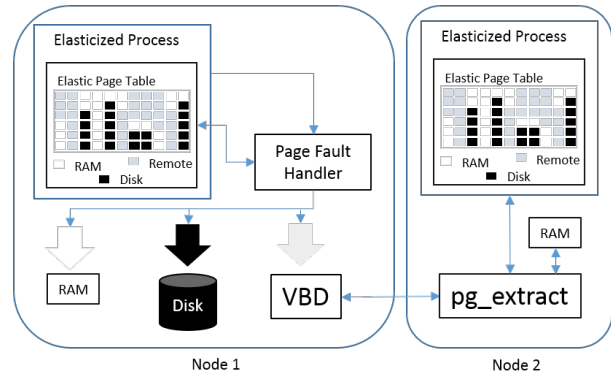 Elasticized Process
Elastic Page Table
RAM
Remote
Disk
Page Fault
Handler
RAM
Disk
VBD
Node 1
Elasticized Process
Elastic Page Table
RAM
Remote
Disk
RAM
pg_extract
Node 2